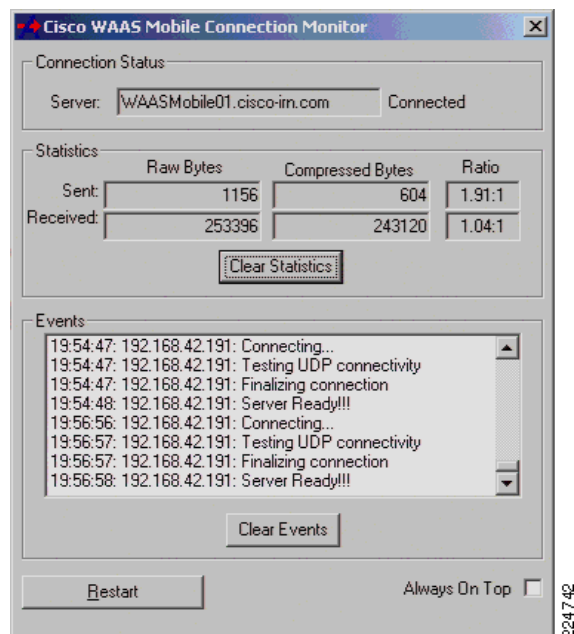 Cisco WAAS Mobile Connection Monitor
Connection Status
Server: WAASMobile01.cisco-irn.com Connected
Statistics
Raw Bytes Compressed Bytes Ratio
Sent: 1156 604 1.91:1
Received: 253396 243120 1.04:1
Clear Statistics
Events
19:54:47: 192.168.42.191: Connecting...
19:54:47: 192.168.42.191: Testing UDP connectivity
19:54:47: 192.168.42.191: Finalizing connection
19:54:48: 192.168.42.191: Server Ready!!!
19:56:56: 192.168.42.191: Connecting...
19:56:57: 192.168.42.191: Testing UDP connectivity
19:56:57: 192.168.42.191: Finalizing connection
19:56:58: 192.168.42.191: Server Ready!!!
Clear Events
Restart Always On Top
224742